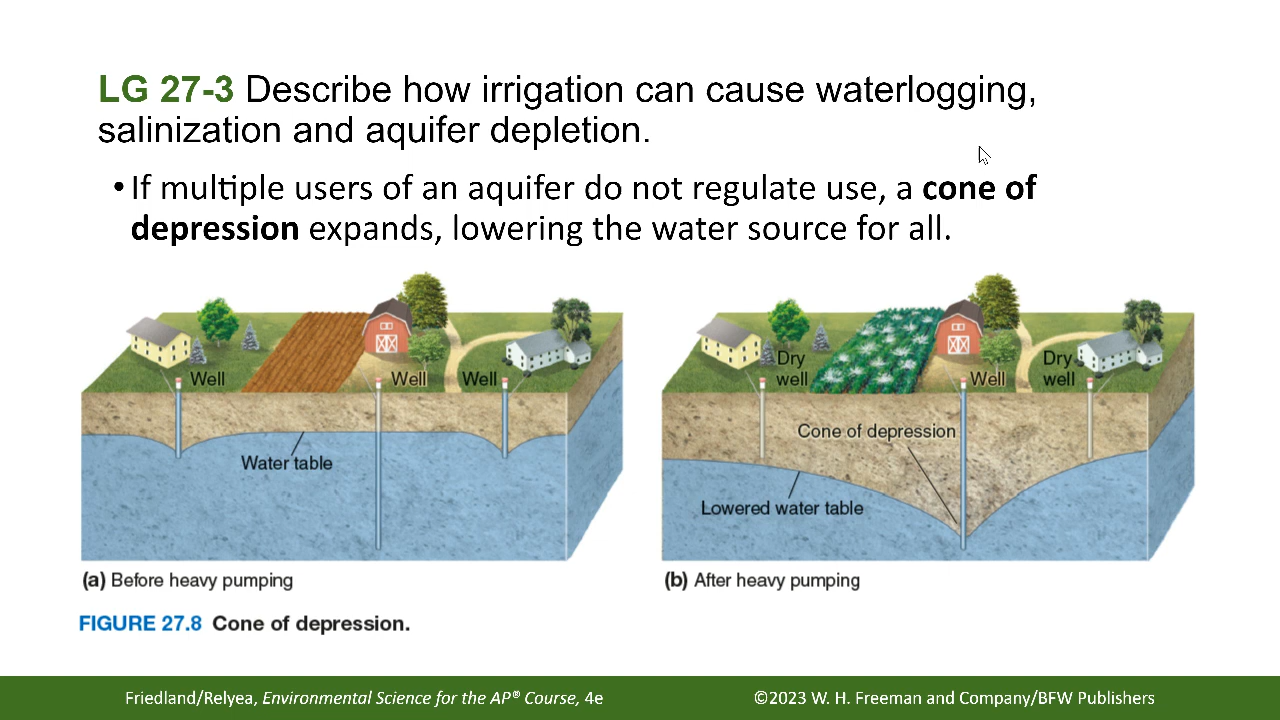 LG 27-3 Describe how irrigation can cause waterlogging,
salinization and aquifer depletion.
• If multiple users of an aquifer do not regulate use, a cone of
depression expands, lowering the water source for all.
Well
Well
Well
Water table
(a) Before heavy pumping
Dry
well
Well
Dry
well
Cone of depression
Lowered water table
(b) After heavy pumping
FIGURE 27.8 Cone of depression.
Friedland/Relyea, Environmental Science for the AP® Course, 4e
©2023 W. H. Freeman and Company/BFW Publishers